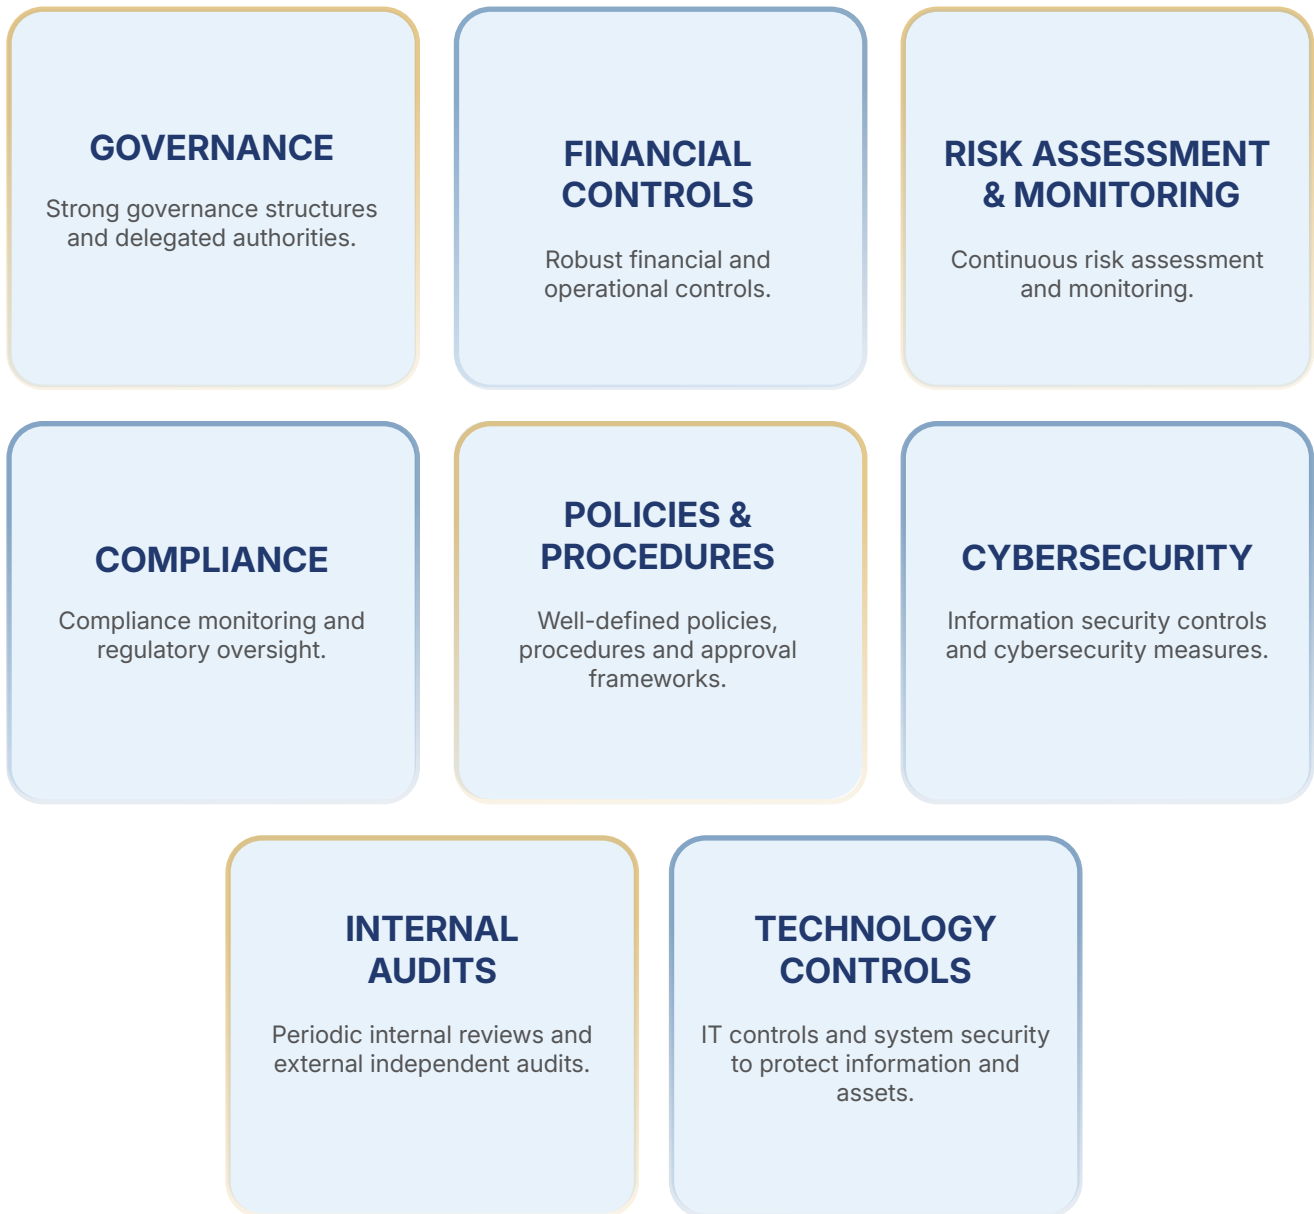 GOVERNANCE
Strong governance structures
and delegated authorities.
FINANCIAL
CONTROLS
Robust financial and
operational controls.
RISK ASSESSMENT
& MONITORING
Continuous risk assessment
and monitoring.
COMPLIANCE
Compliance monitoring and
regulatory oversight.
POLICIES &
PROCEDURES
Well-defined policies,
procedures and approval
frameworks.
CYBERSECURITY
Information security controls
and cybersecurity measures.
INTERNAL
AUDITS
Periodic internal reviews and
external independent audits.
TECHNOLOGY
CONTROLS
IT controls and system security
to protect information and
assets.